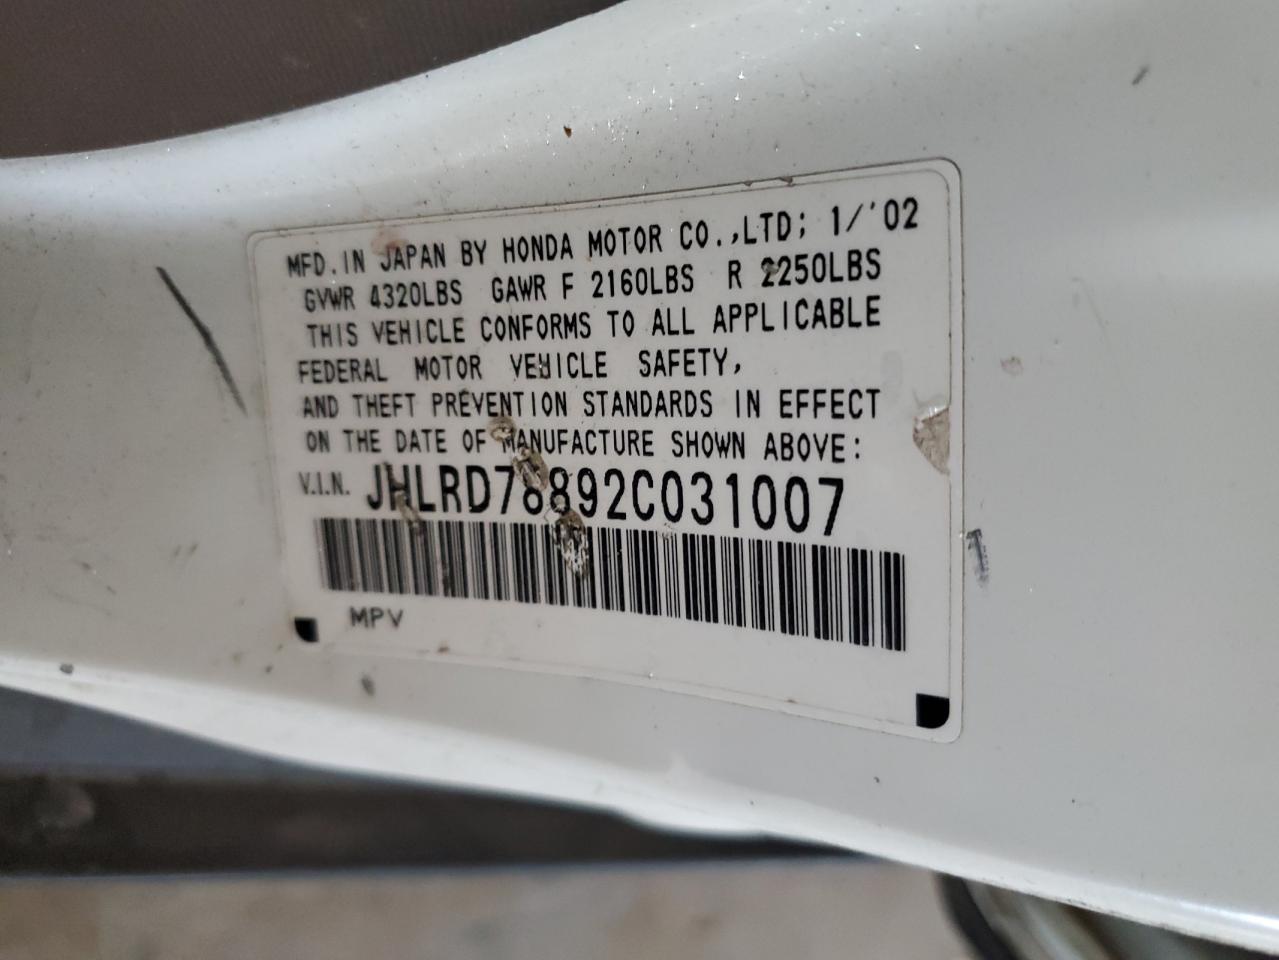 MFD.IN JAPAN BY HONDA MOTOR CO.,LTD; 1/'02
GVWR 4320LBS GAWR F 2160LBS R 2250LBS
THIS VEHICLE CONFORMS TO ALL APPLICABLE
FEDERAL MOTOR VEHICLE SAFETY,
AND THEFT PREVENTION STANDARDS IN EFFECT
ON THE DATE OF MANUFACTURE SHOWN ABOVE:
V.I.N. JHLRD78892C031007
MPV